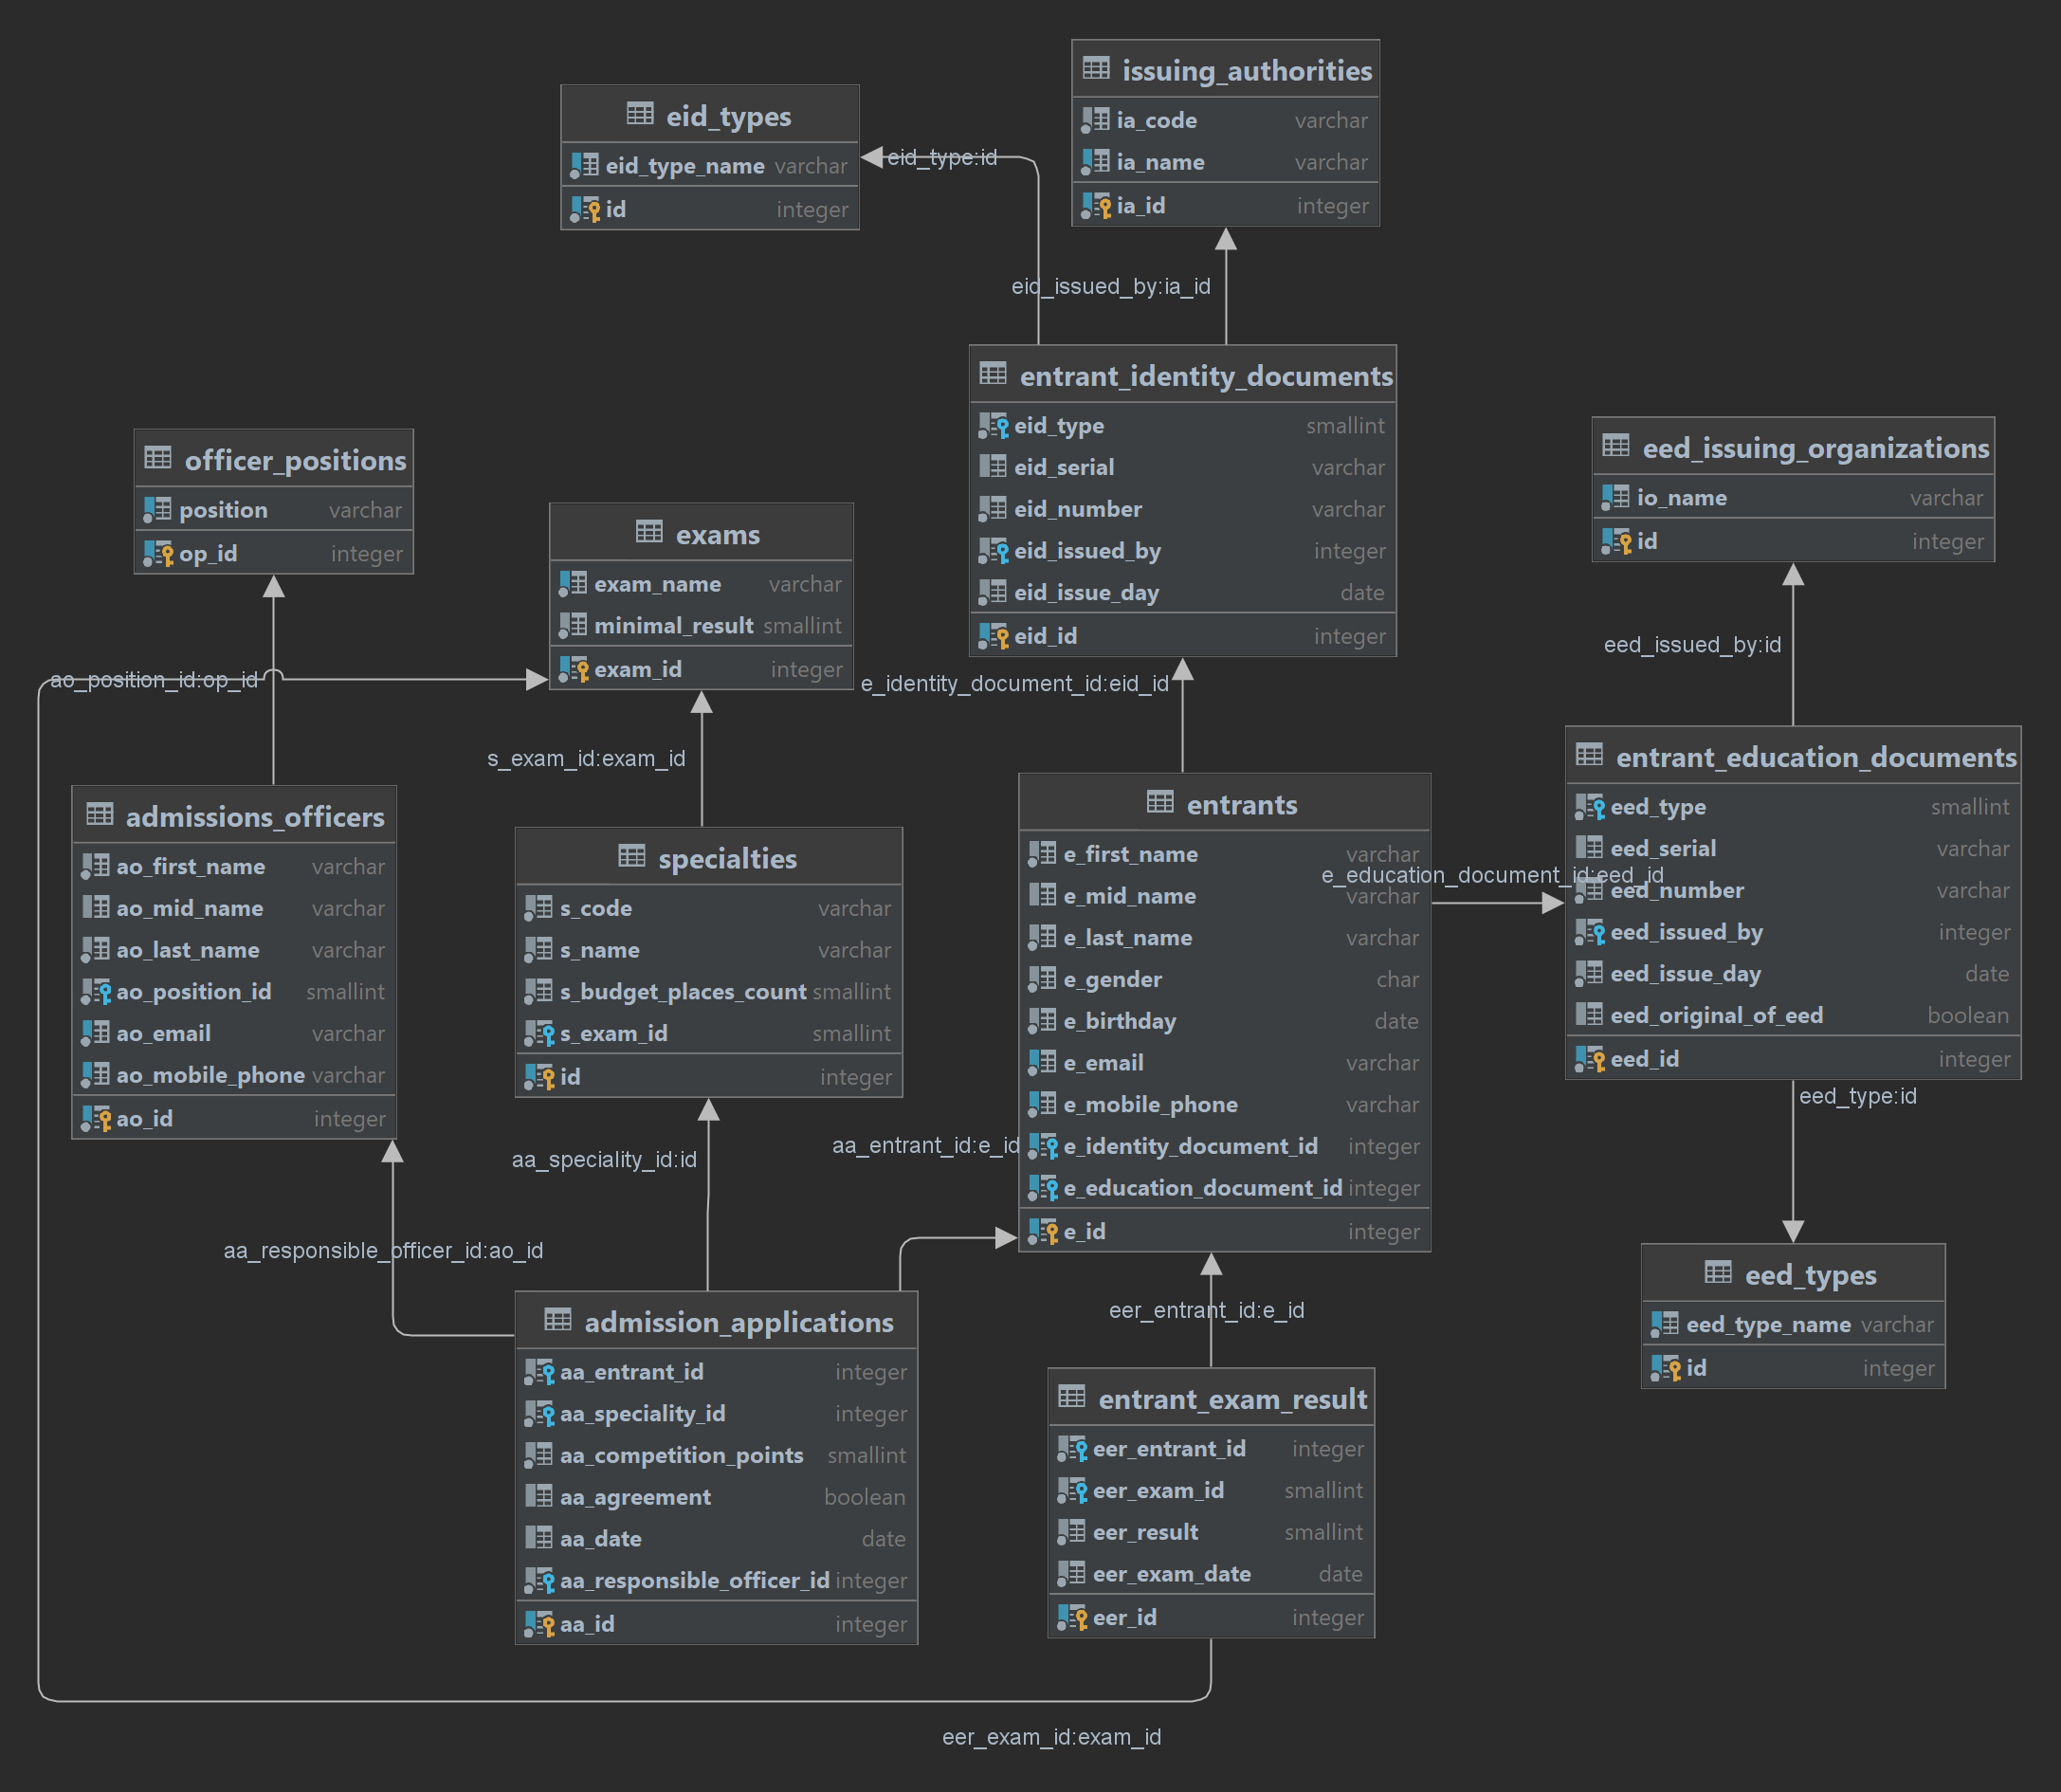 issuing_authorities
ia_code varchar
ia_name varchar
ia_id integer
eid_types
eid_type_name varchar
id integer
eid_type:id
eid_issued_by:ia_id
entrant_identity_documents
eid_type smallint
eid_serial varchar
eid_number varchar
eid_issued_by integer
eid_issue_day date
eid_id integer
officer_positions
position varchar
op_id integer
exams
exam_name varchar
minimal_result smallint
exam_id integer
eed_issuing_organizations
io_name varchar
id integer
ao_position_id:op_id
e_identity_document_id:eid_id
eed_issued_by:id
s_exam_id:exam_id
admissions_officers
ao_first_name varchar
ao_mid_name varchar
ao_last_name varchar
ao_position_id smallint
ao_email varchar
ao_mobile_phone varchar
ao_id integer
specialties
s_code varchar
s_name varchar
s_budget_places_count smallint
s_exam_id smallint
id integer
entrants
e_first_name varchar
e_mid_name varchar
e_last_name varchar
e_gender char
e_birthday date
e_email varchar
e_mobile_phone varchar
e_identity_document_id integer
e_education_document_id integer
e_id integer
e_education_document_id:eed_id
entrant_education_documents
eed_type smallint
eed_serial varchar
eed_number varchar
eed_issued_by integer
eed_issue_day date
eed_original_of_eed boolean
eed_id integer
eed_type:id
aa_speciality_id:id
aa_entrant_id:e_id
aa_responsible_officer_id:ao_id
eer_entrant_id:e_id
eed_types
eed_type_name varchar
id integer
admission_applications
aa_entrant_id integer
aa_speciality_id integer
aa_competition_points smallint
aa_agreement boolean
aa_date date
aa_responsible_officer_id integer
aa_id integer
entrant_exam_result
eer_entrant_id integer
eer_exam_id smallint
eer_result smallint
eer_exam_date date
eer_id integer
eer_exam_id:exam_id